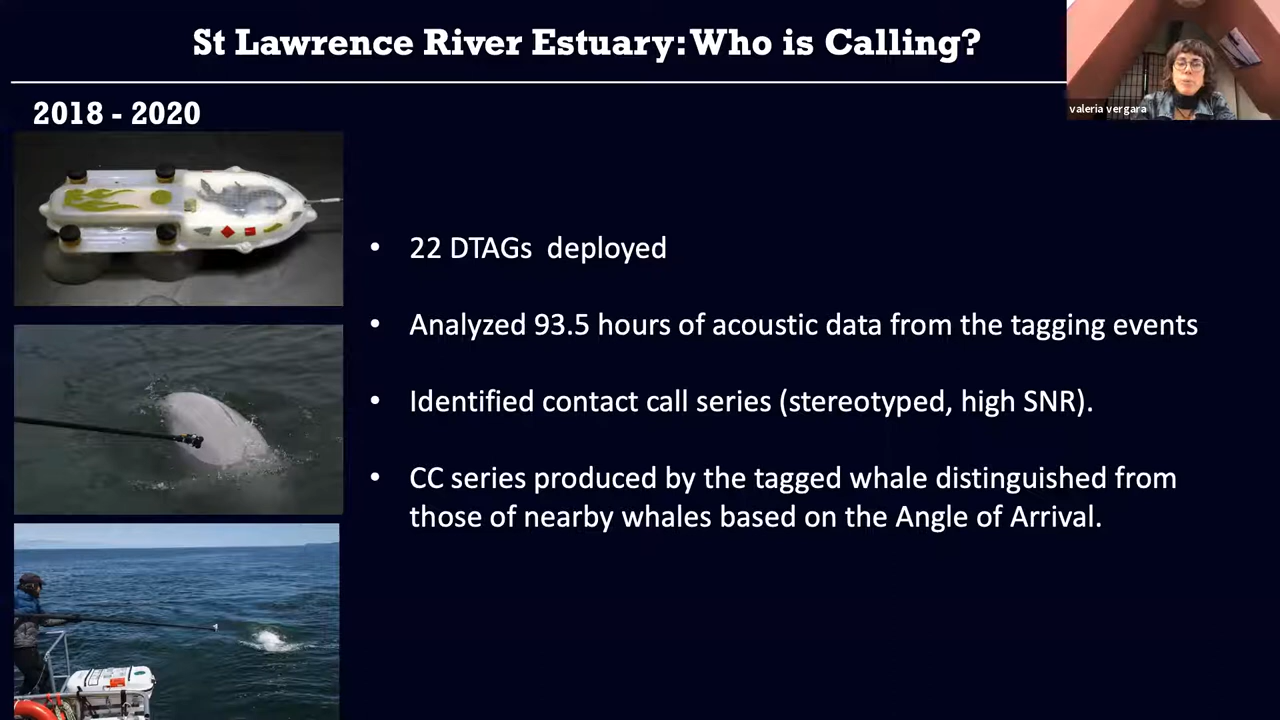 St Lawrence River Estuary: Who is Calling?
valeria vergara
2018 - 2020
• 22 DTAGs deployed
• Analyzed 93.5 hours of acoustic data from the tagging events
• Identified contact call series (stereotyped, high SNR).
• CC series produced by the tagged whale distinguished from
those of nearby whales based on the Angle of Arrival.